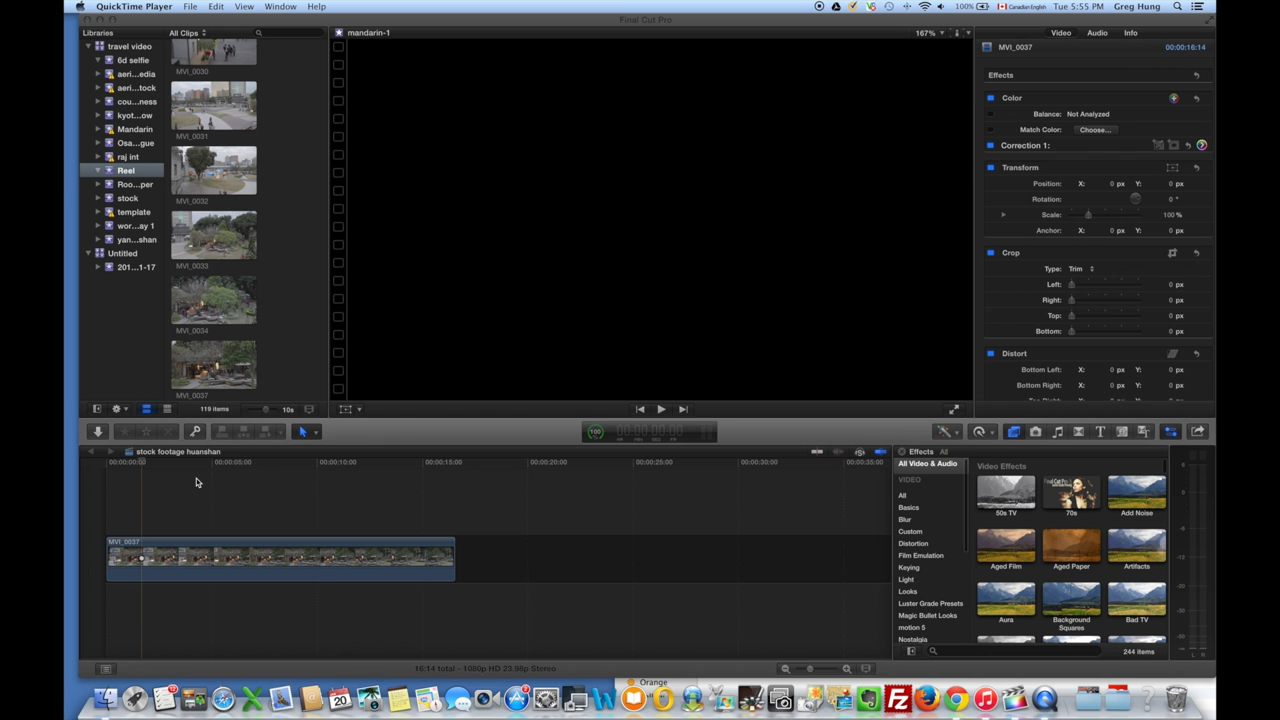 QuickTime Player File Edit View Window Help
100% Canadian English Tue 5:55 PM Greg Hung
Final Cut Pro
Libraries
travel video
6d selfie
aeri...edia
aeri...tock
cou...ness
kyot...ow
Mandarin
Osa...gue
raj int
Reel
Roo...per
stock
template
wor...ay 1
yan...shan
Untitled
201...1-17
All Clips
MVI_0030
MVI_0031
MVI_0032
MVI_0033
MVI_0034
MVI_0037
119 items 10s
mandarin-1
167%
Video Audio Info
MVI_0037 00:00:16:14
Effects
Color
Balance: Not Analyzed
Match Color: Choose...
Correction 1:
Transform
Position: X: 0 px Y: 0 px
Rotation: 0 °
Scale: 100 %
Anchor: X: 0 px Y: 0 px
Crop
Type: Trim
Left: 0 px
Right: 0 px
Top: 0 px
Bottom: 0 px
Distort
Bottom Left: X: 0 px Y: 0 px
Bottom Right: X: 0 px Y: 0 px
100 00:00:00:00
stock footage huanshan
00:00:00:00 00:00:05:00 00:00:10:00 00:00:15:00 00:00:20:00 00:00:25:00 00:00:30:00 00:00:35:00
MVI_0037
Effects All
All Video & Audio
VIDEO
All
Basics
Blur
Custom
Distortion
Film Emulation
Keying
Light
Looks
Luster Grade Presets
Magic Bullet Looks
motion 5
Nostalgia
Video Effects
50s TV 70s Add Noise
Aged Film Aged Paper Artifacts
Aura Background Squares Bad TV
244 items
16:14 total - 1080p HD 23.98p Stereo
Orange